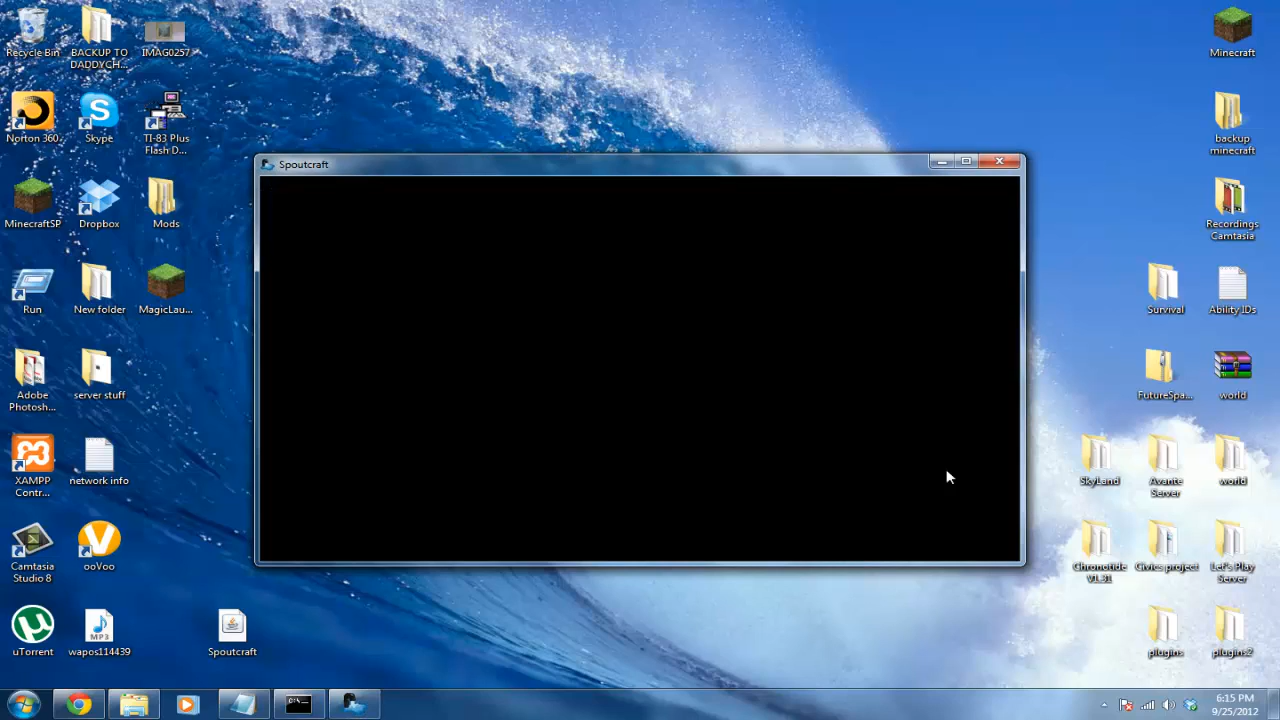 Recycle Bin
BACKUP TO
DADDYCH...
IMAG0257
Minecraft
Norton 360
Skype
TI-83 Plus
Flash D...
backup
minecraft
MinecraftSP
Dropbox
Mods
Recordings
Camtasia
Spoutcraft
Run
New folder
MagicLau...
Survival
Ability IDs
Adobe
Photosh...
server stuff
FutureSpa...
world
XAMPP
Contr...
network info
SkyLand
Avante
Server
world
Camtasia
Studio 8
ooVoo
Chronotide
V1.31
Civics project
Let's Play
Server
uTorrent
MP3
wapos114439
Spoutcraft
plugins
plugins2
C:\.
6:15 PM
9/25/2012